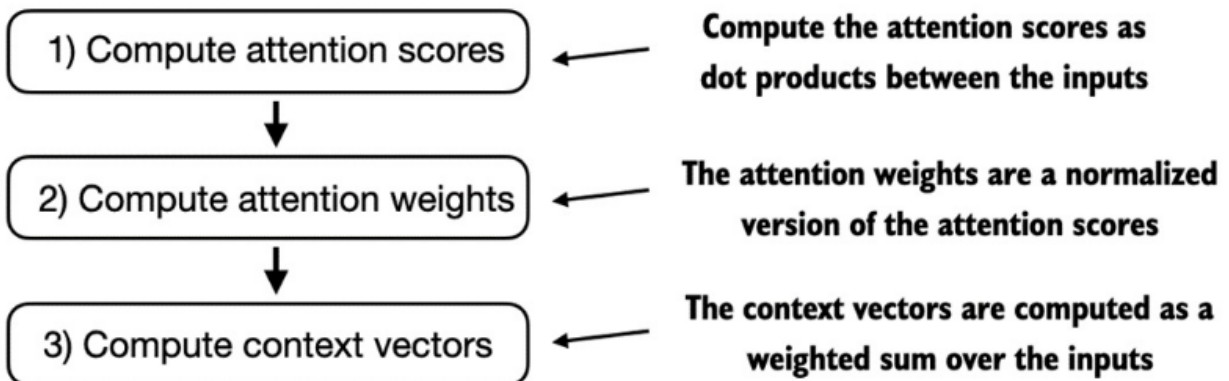 1) Compute attention scores
Compute the attention scores as
dot products between the inputs
2) Compute attention weights
The attention weights are a normalized
version of the attention scores
3) Compute context vectors
The context vectors are computed as a
weighted sum over the inputs